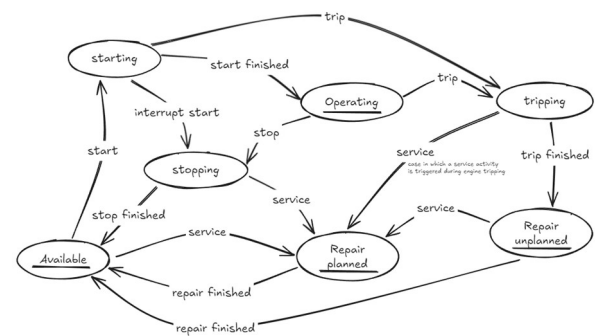 trip
starting
start finished
trip
Operating
tripping
interrupt start
stop
start
service
case in which a service activity
is triggered during engine tripping
trip finished
stopping
service
stop finished
service
Repair
unplanned
service
Available
Repair
planned
repair finished
repair finished